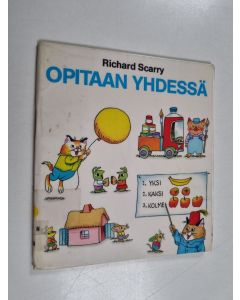 Richard Scarry
OPITAAN YHDESSÄ
1. YKSI
2. KAKSI
3. KOLME